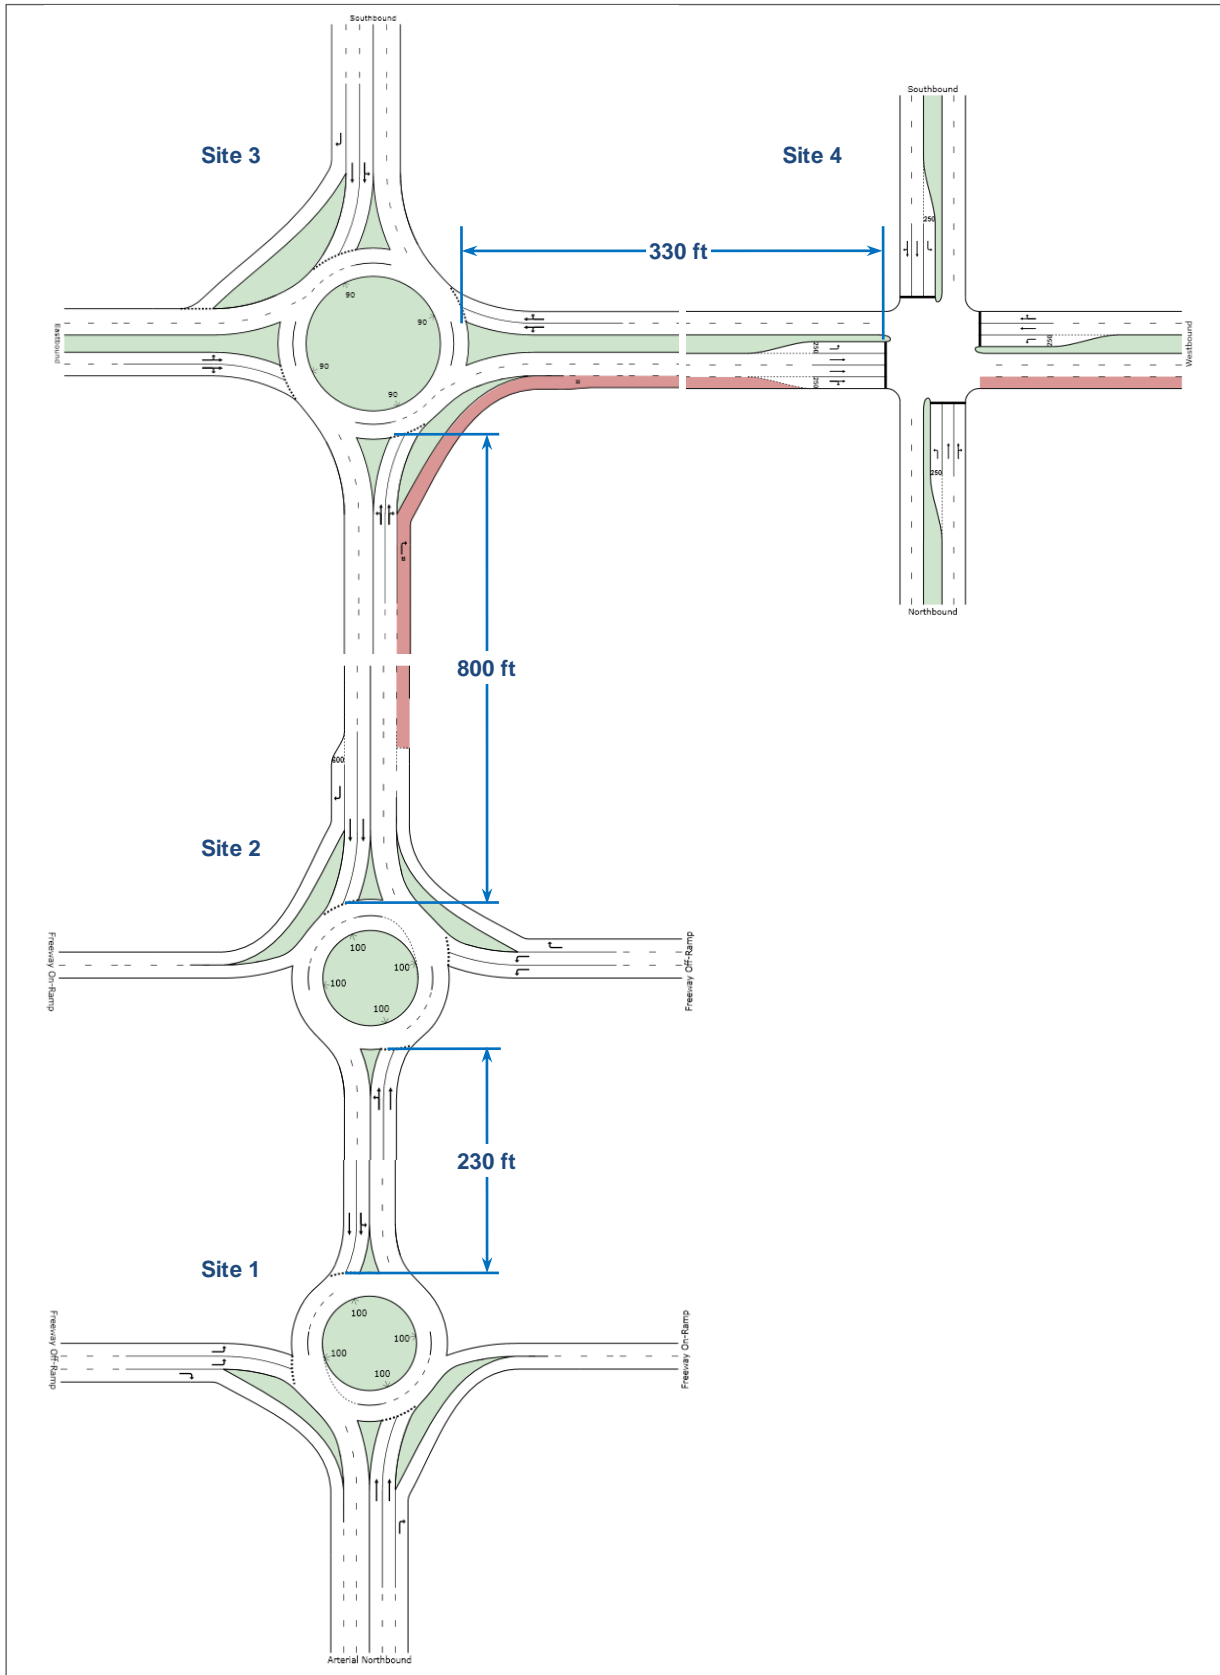 Southbound
Site 3
90
90
90
90
Eastbound
330 ft
Site 4
Southbound
250
250
250
250
250
Westbound
Northbound
800 ft
600
Site 2
Freeway On-Ramp
100
100
100
100
Freeway Off-Ramp
230 ft
Site 1
Freeway Off-Ramp
100
100
100
100
Freeway On-Ramp
Arterial Northbound